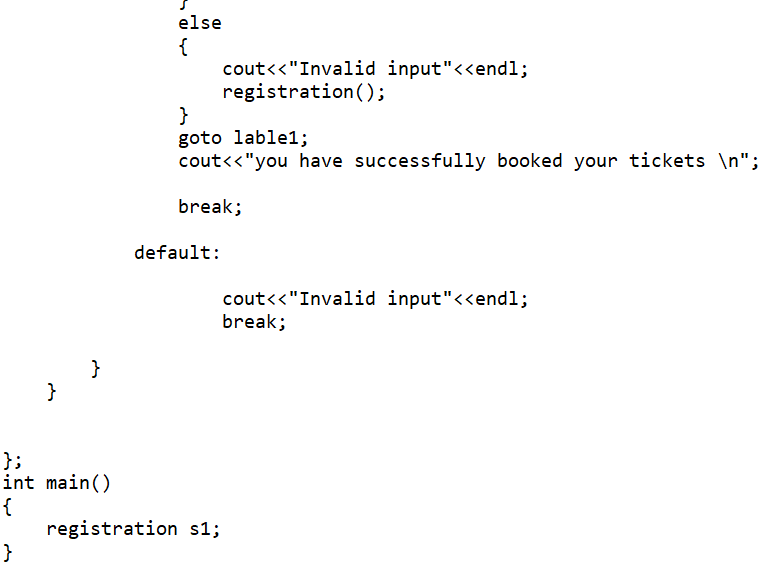 }
else
{
cout<<"Invalid input"<<endl;
registration();
}
goto lable1;
cout<<"you have successfully booked your tickets \n";
break;
default:
cout<<"Invalid input"<<endl;
break;
}
}
};
int main()
{
registration s1;
}